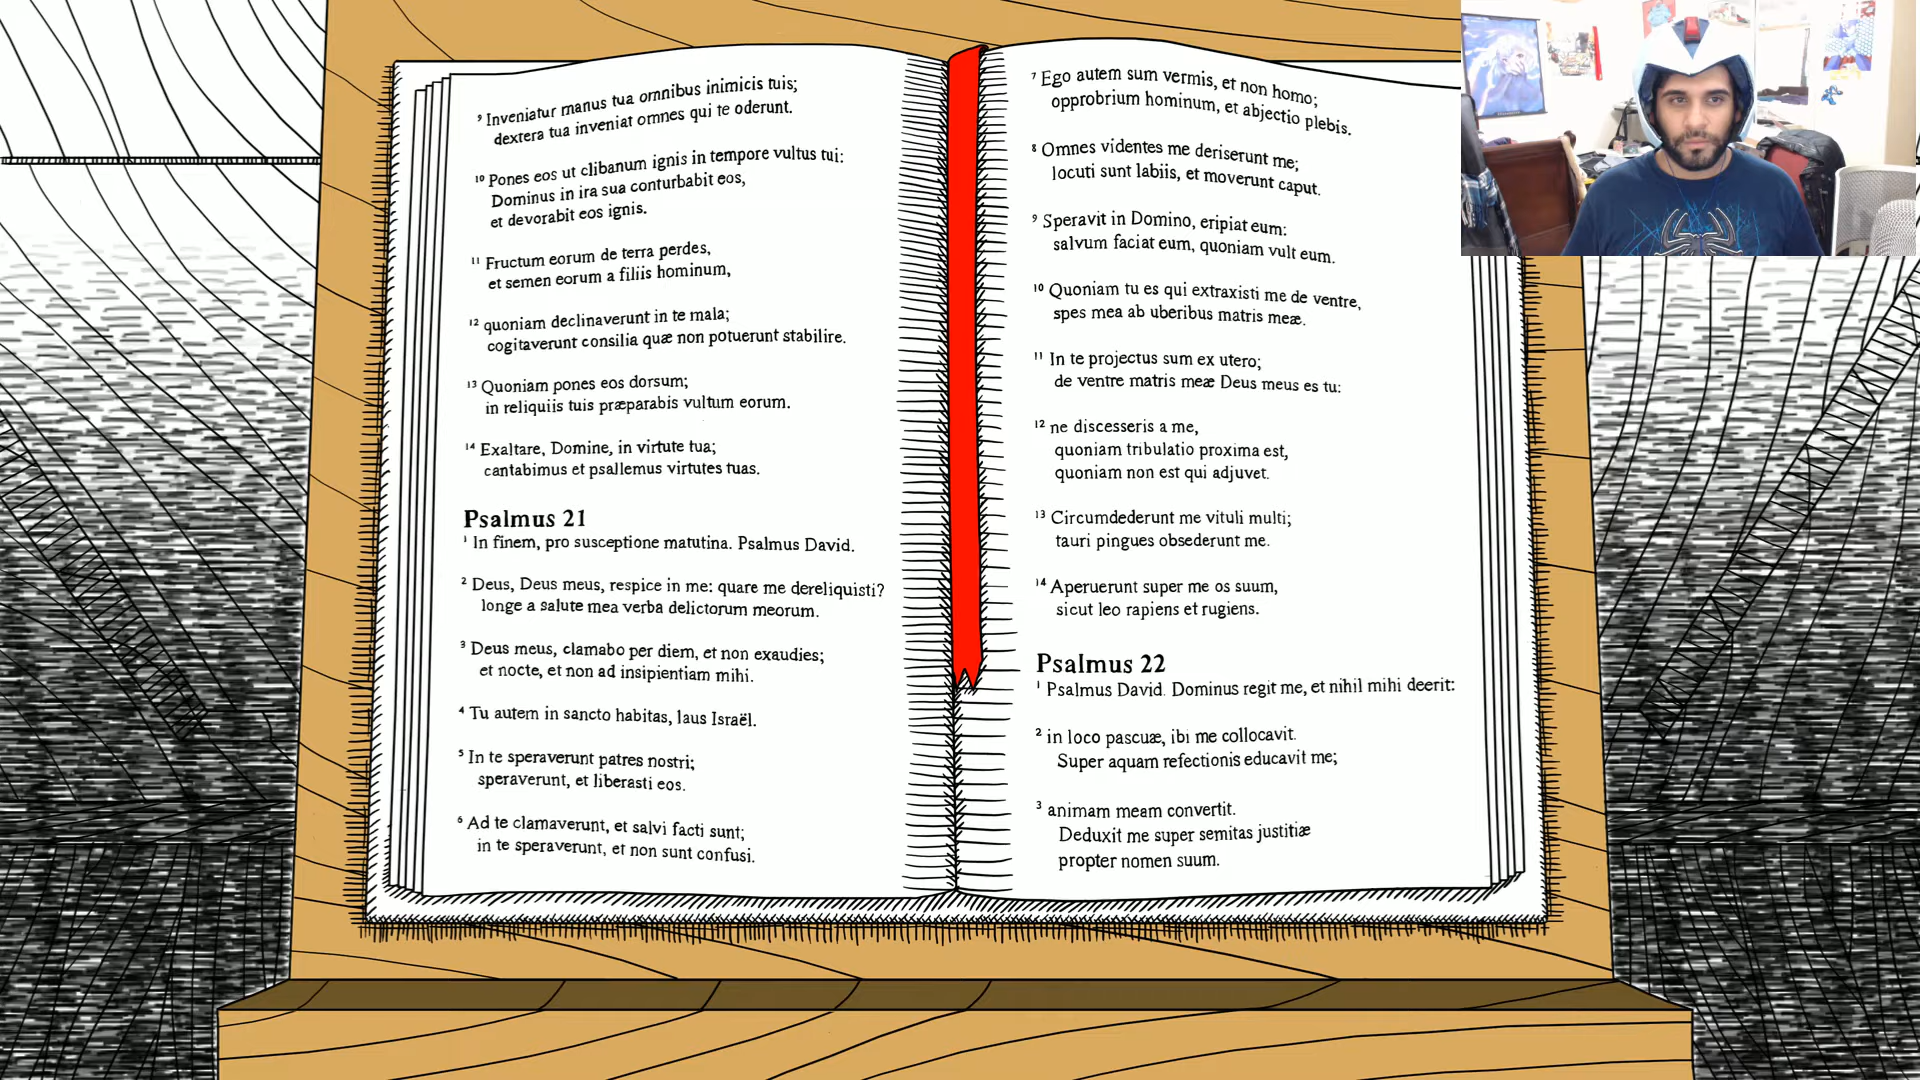 ⁹ Inveniatur manus tua omnibus inimicis tuis;
dextera tua inveniat omnes qui te oderunt.
¹⁰ Pones eos ut clibanum ignis in tempore vultus tui:
Dominus in ira sua conturbabit eos,
et devorabit eos ignis.
¹¹ Fructum eorum de terra perdes,
et semen eorum a filiis hominum,
¹² quoniam declinaverunt in te mala;
cogitaverunt consilia quæ non potuerunt stabilire.
¹³ Quoniam pones eos dorsum;
in reliquiis tuis præparabis vultum eorum.
¹⁴ Exaltare, Domine, in virtute tua;
cantabimus et psallemus virtutes tuas.
Psalmus 21
¹ In finem, pro susceptione matutina. Psalmus David.
² Deus, Deus meus, respice in me: quare me dereliquisti?
longe a salute mea verba delictorum meorum.
³ Deus meus, clamabo per diem, et non exaudies;
et nocte, et non ad insipientiam mihi.
⁴ Tu autem in sancto habitas, laus Israël.
⁵ In te speraverunt patres nostri;
speraverunt, et liberasti eos.
⁶ Ad te clamaverunt, et salvi facti sunt;
in te speraverunt, et non sunt confusi.
⁷ Ego autem sum vermis, et non homo;
opprobrium hominum, et abjectio plebis.
⁸ Omnes videntes me deriserunt me;
locuti sunt labiis, et moverunt caput.
⁹ Speravit in Domino, eripiat eum:
salvum faciat eum, quoniam vult eum.
¹⁰ Quoniam tu es qui extraxisti me de ventre,
spes mea ab uberibus matris meæ.
¹¹ In te projectus sum ex utero;
de ventre matris meæ Deus meus es tu:
¹² ne discesseris a me,
quoniam tribulatio proxima est,
quoniam non est qui adjuvet.
¹³ Circumdederunt me vituli multi;
tauri pingues obsederunt me.
¹⁴ Aperuerunt super me os suum,
sicut leo rapiens et rugiens.
Psalmus 22
¹ Psalmus David. Dominus regit me, et nihil mihi deerit:
² in loco pascuæ, ibi me collocavit.
Super aquam refectionis educavit me;
³ animam meam convertit.
Deduxit me super semitas justitiæ
propter nomen suum.